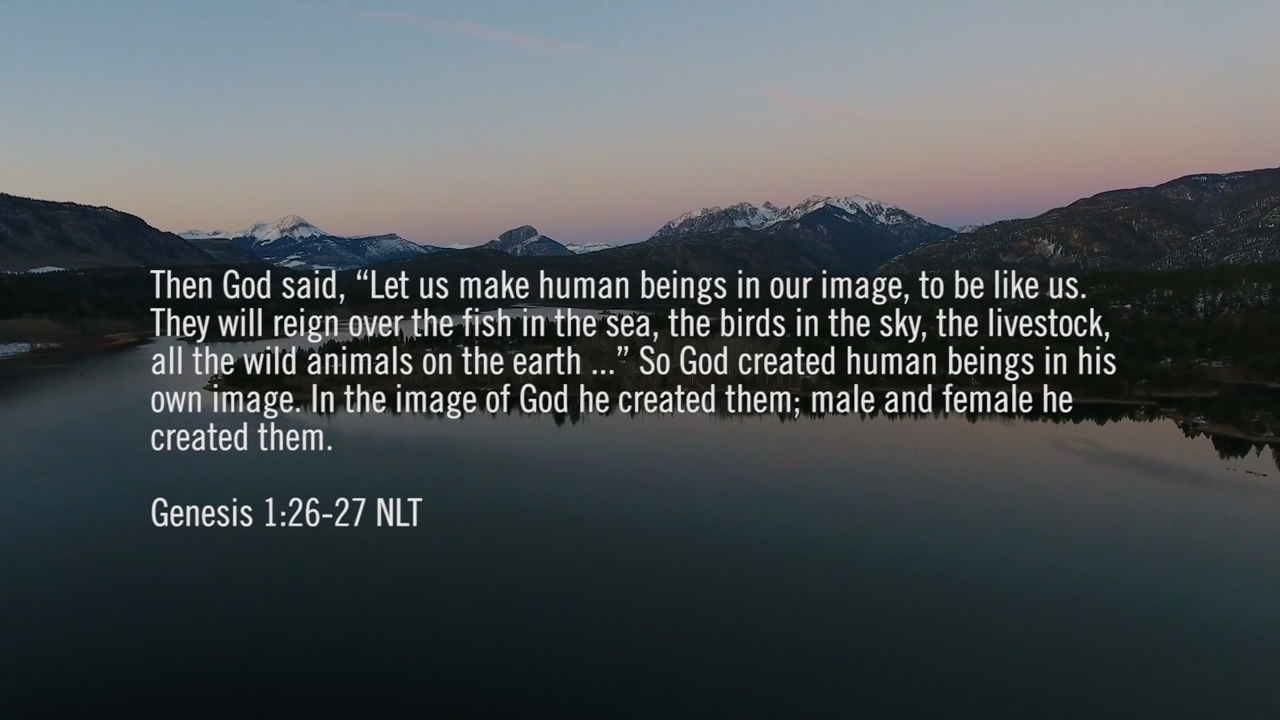 Then God said, “Let us make human beings in our image, to be like us.
They will reign over the fish in the sea, the birds in the sky, the livestock,
all the wild animals on the earth ...” So God created human beings in his
own image. In the image of God he created them; male and female he
created them.
Genesis 1:26-27 NLT